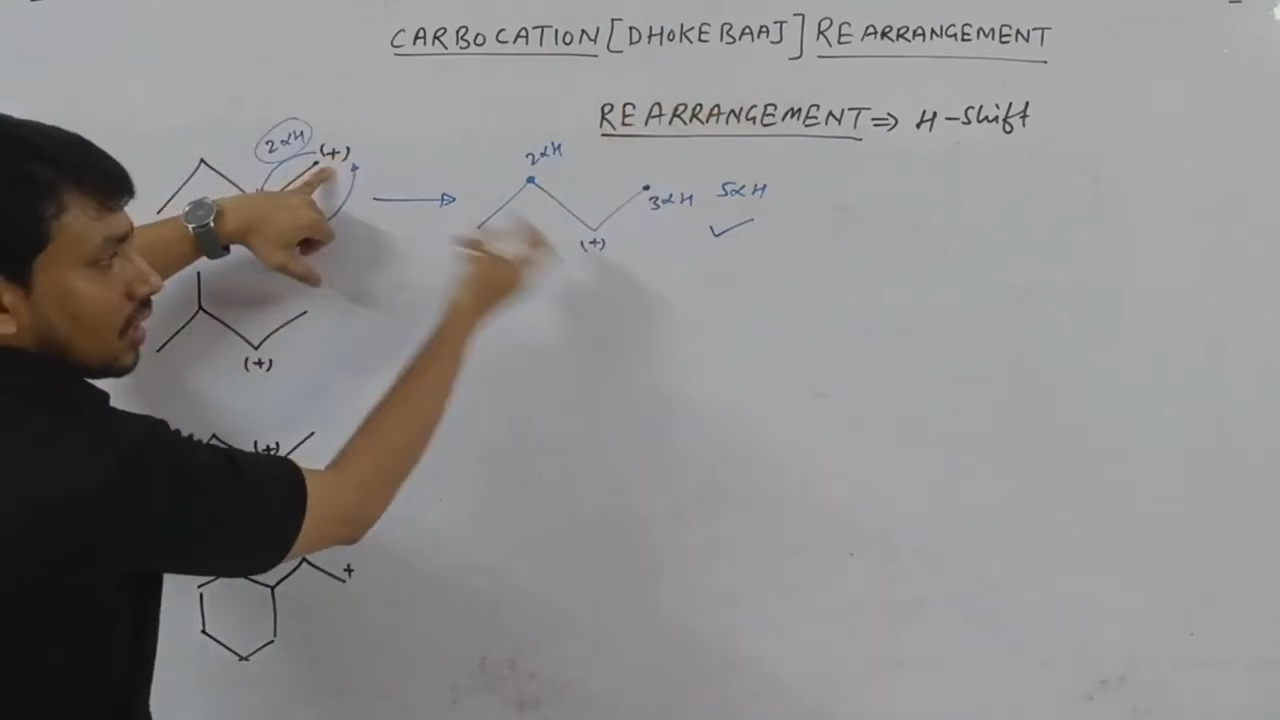 CARBOCATION [DHOKEBAAJ] REARRANGEMENT
REARRANGEMENT ⇒ H-Shift
2αH (+)
2αH
3αH 5αH ✓
(+)
(+)
(+)
+